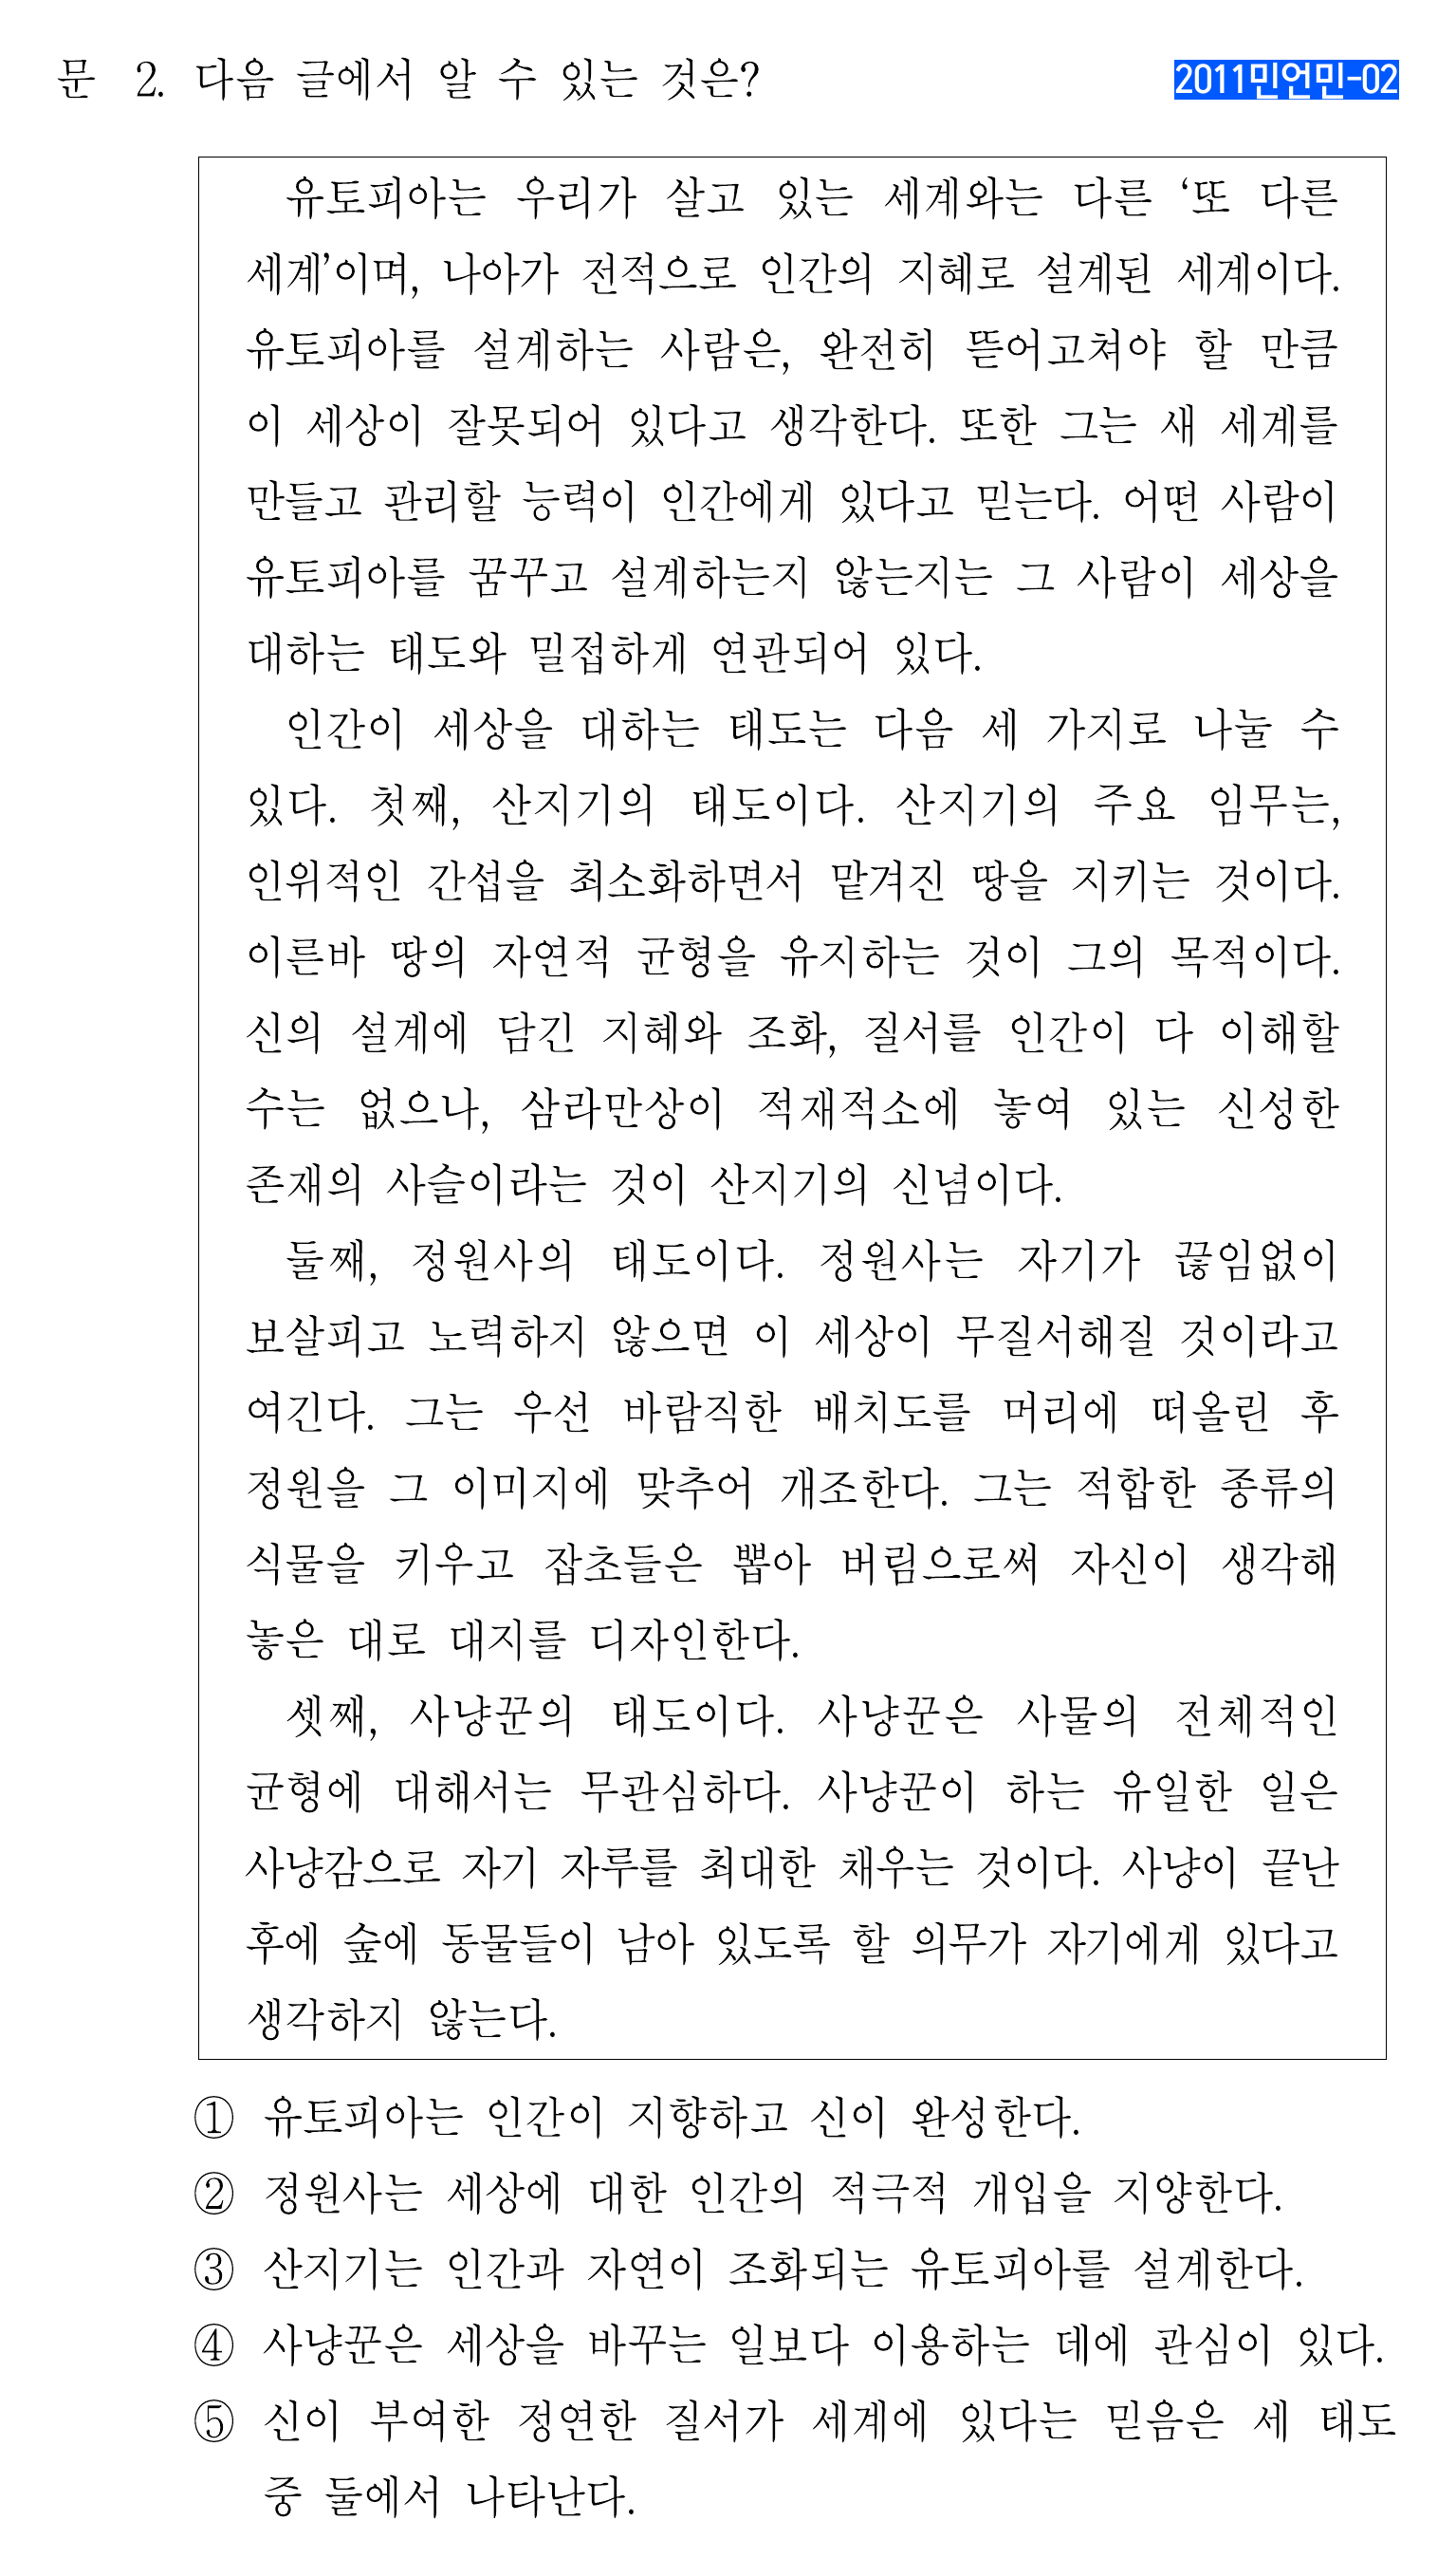 문 2. 다음 글에서 알 수 있는 것은?
2011민언민-02
유토피아는 우리가 살고 있는 세계와는 다른 ‘또 다른
세계’이며, 나아가 전적으로 인간의 지혜로 설계된 세계이다.
유토피아를 설계하는 사람은, 완전히 뜯어고쳐야 할 만큼
이 세상이 잘못되어 있다고 생각한다. 또한 그는 새 세계를
만들고 관리할 능력이 인간에게 있다고 믿는다. 어떤 사람이
유토피아를 꿈꾸고 설계하는지 않는지는 그 사람이 세상을
대하는 태도와 밀접하게 연관되어 있다.
인간이 세상을 대하는 태도는 다음 세 가지로 나눌 수
있다. 첫째, 산지기의 태도이다. 산지기의 주요 임무는,
인위적인 간섭을 최소화하면서 맡겨진 땅을 지키는 것이다.
이른바 땅의 자연적 균형을 유지하는 것이 그의 목적이다.
신의 설계에 담긴 지혜와 조화, 질서를 인간이 다 이해할
수는 없으나, 삼라만상이 적재적소에 놓여 있는 신성한
존재의 사슬이라는 것이 산지기의 신념이다.
둘째, 정원사의 태도이다. 정원사는 자기가 끊임없이
보살피고 노력하지 않으면 이 세상이 무질서해질 것이라고
여긴다. 그는 우선 바람직한 배치도를 머리에 떠올린 후
정원을 그 이미지에 맞추어 개조한다. 그는 적합한 종류의
식물을 키우고 잡초들은 뽑아 버림으로써 자신이 생각해
놓은 대로 대지를 디자인한다.
셋째, 사냥꾼의 태도이다. 사냥꾼은 사물의 전체적인
균형에 대해서는 무관심하다. 사냥꾼이 하는 유일한 일은
사냥감으로 자기 자루를 최대한 채우는 것이다. 사냥이 끝난
후에 숲에 동물들이 남아 있도록 할 의무가 자기에게 있다고
생각하지 않는다.
① 유토피아는 인간이 지향하고 신이 완성한다.
② 정원사는 세상에 대한 인간의 적극적 개입을 지양한다.
③ 산지기는 인간과 자연이 조화되는 유토피아를 설계한다.
④ 사냥꾼은 세상을 바꾸는 일보다 이용하는 데에 관심이 있다.
⑤ 신이 부여한 정연한 질서가 세계에 있다는 믿음은 세 태도
중 둘에서 나타난다.